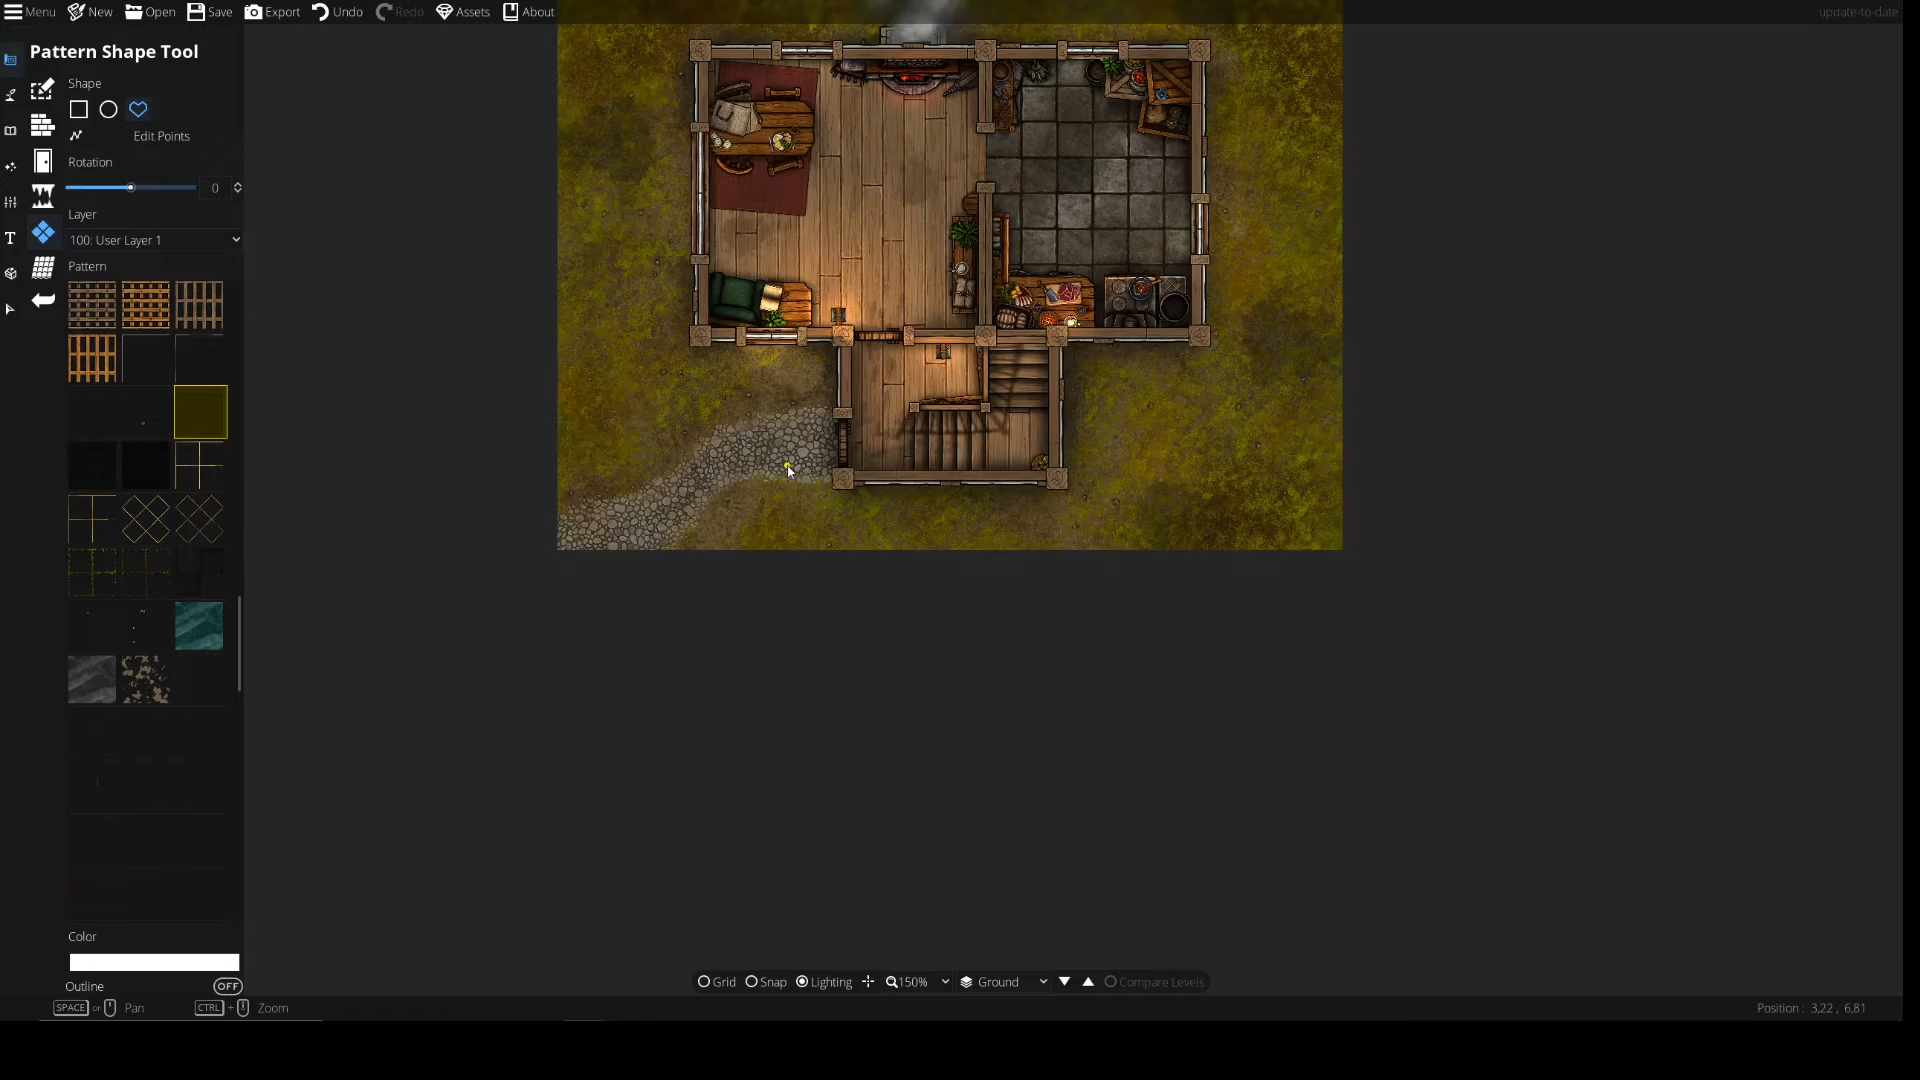 Menu New Open Save Export Undo Redo Assets About update-to-date
Pattern Shape Tool
Shape
Edit Points
Rotation
0
Layer
100: User Layer 1
Pattern
Color
Outline OFF
Grid Snap Lighting 150% Ground Compare Levels
SPACE or Pan CTRL + Zoom Position : 3,22 , 6,81